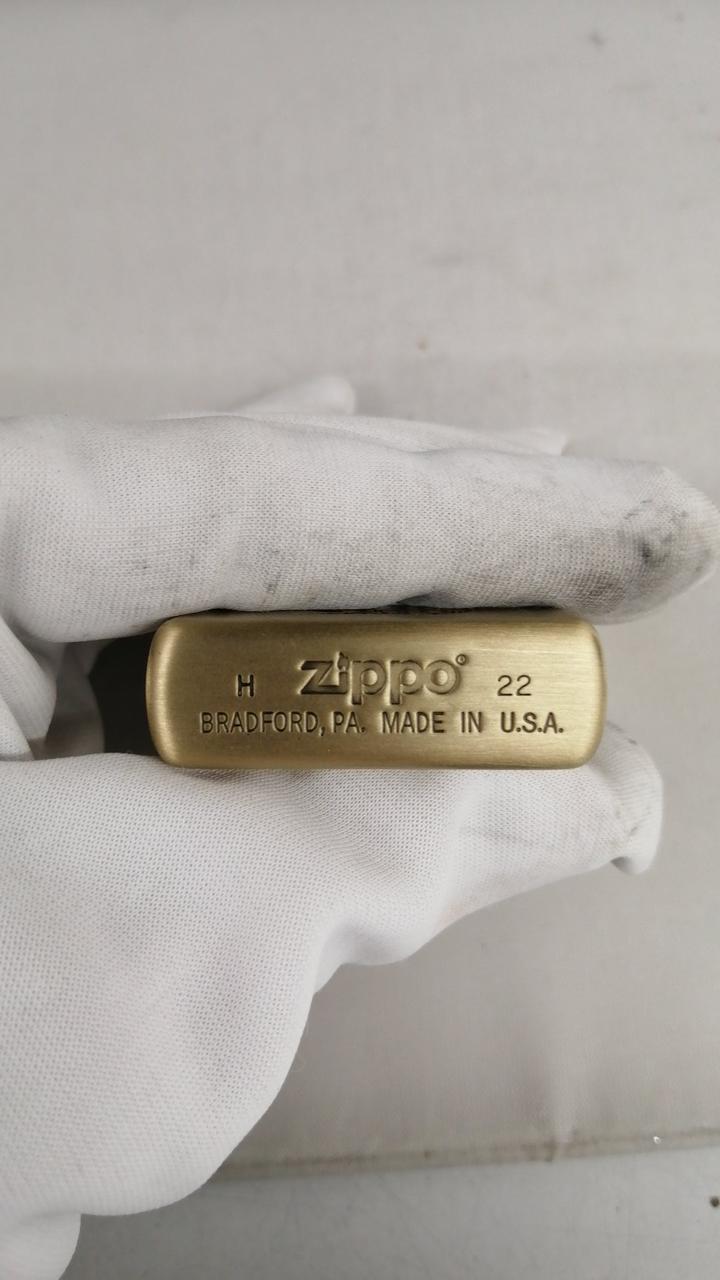 H zippo® 22
BRADFORD, PA. MADE IN U.S.A.